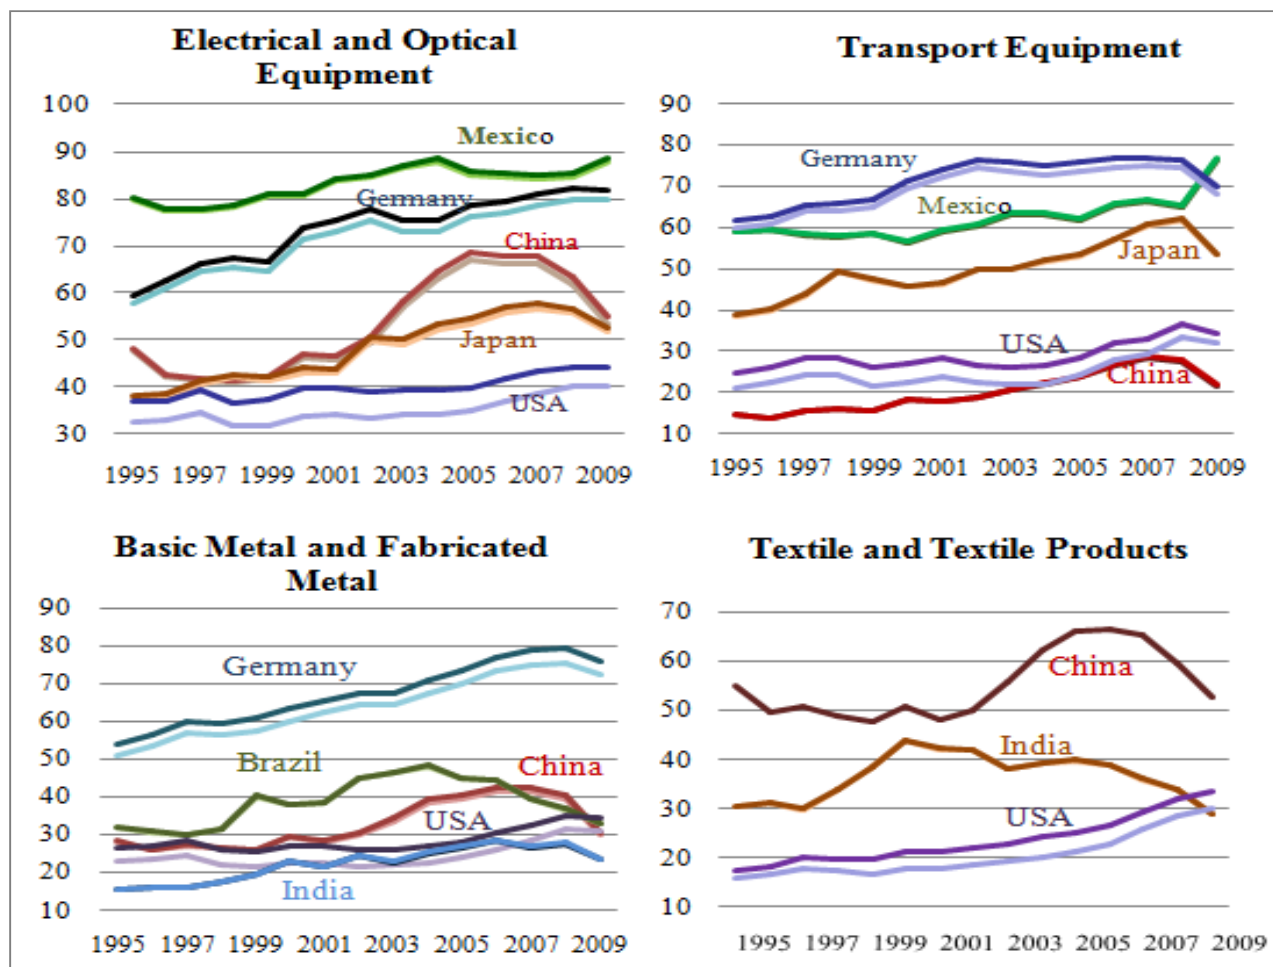 Electrical and Optical
Equipment
100
90
80
70
60
50
40
30
Mexico
Germany
China
Japan
USA
1995 1997 1999 2001 2003 2005 2007 2009
Transport Equipment
90
80
70
60
50
40
30
20
10
Germany
Mexico
Japan
USA
China
1995 1997 1999 2001 2003 2005 2007 2009
Basic Metal and Fabricated
Metal
90
80
70
60
50
40
30
20
10
Germany
Brazil
China
USA
India
1995 1997 1999 2001 2003 2005 2007 2009
Textile and Textile Products
70
60
50
40
30
20
10
China
India
USA
1995 1997 1999 2001 2003 2005 2007 2009